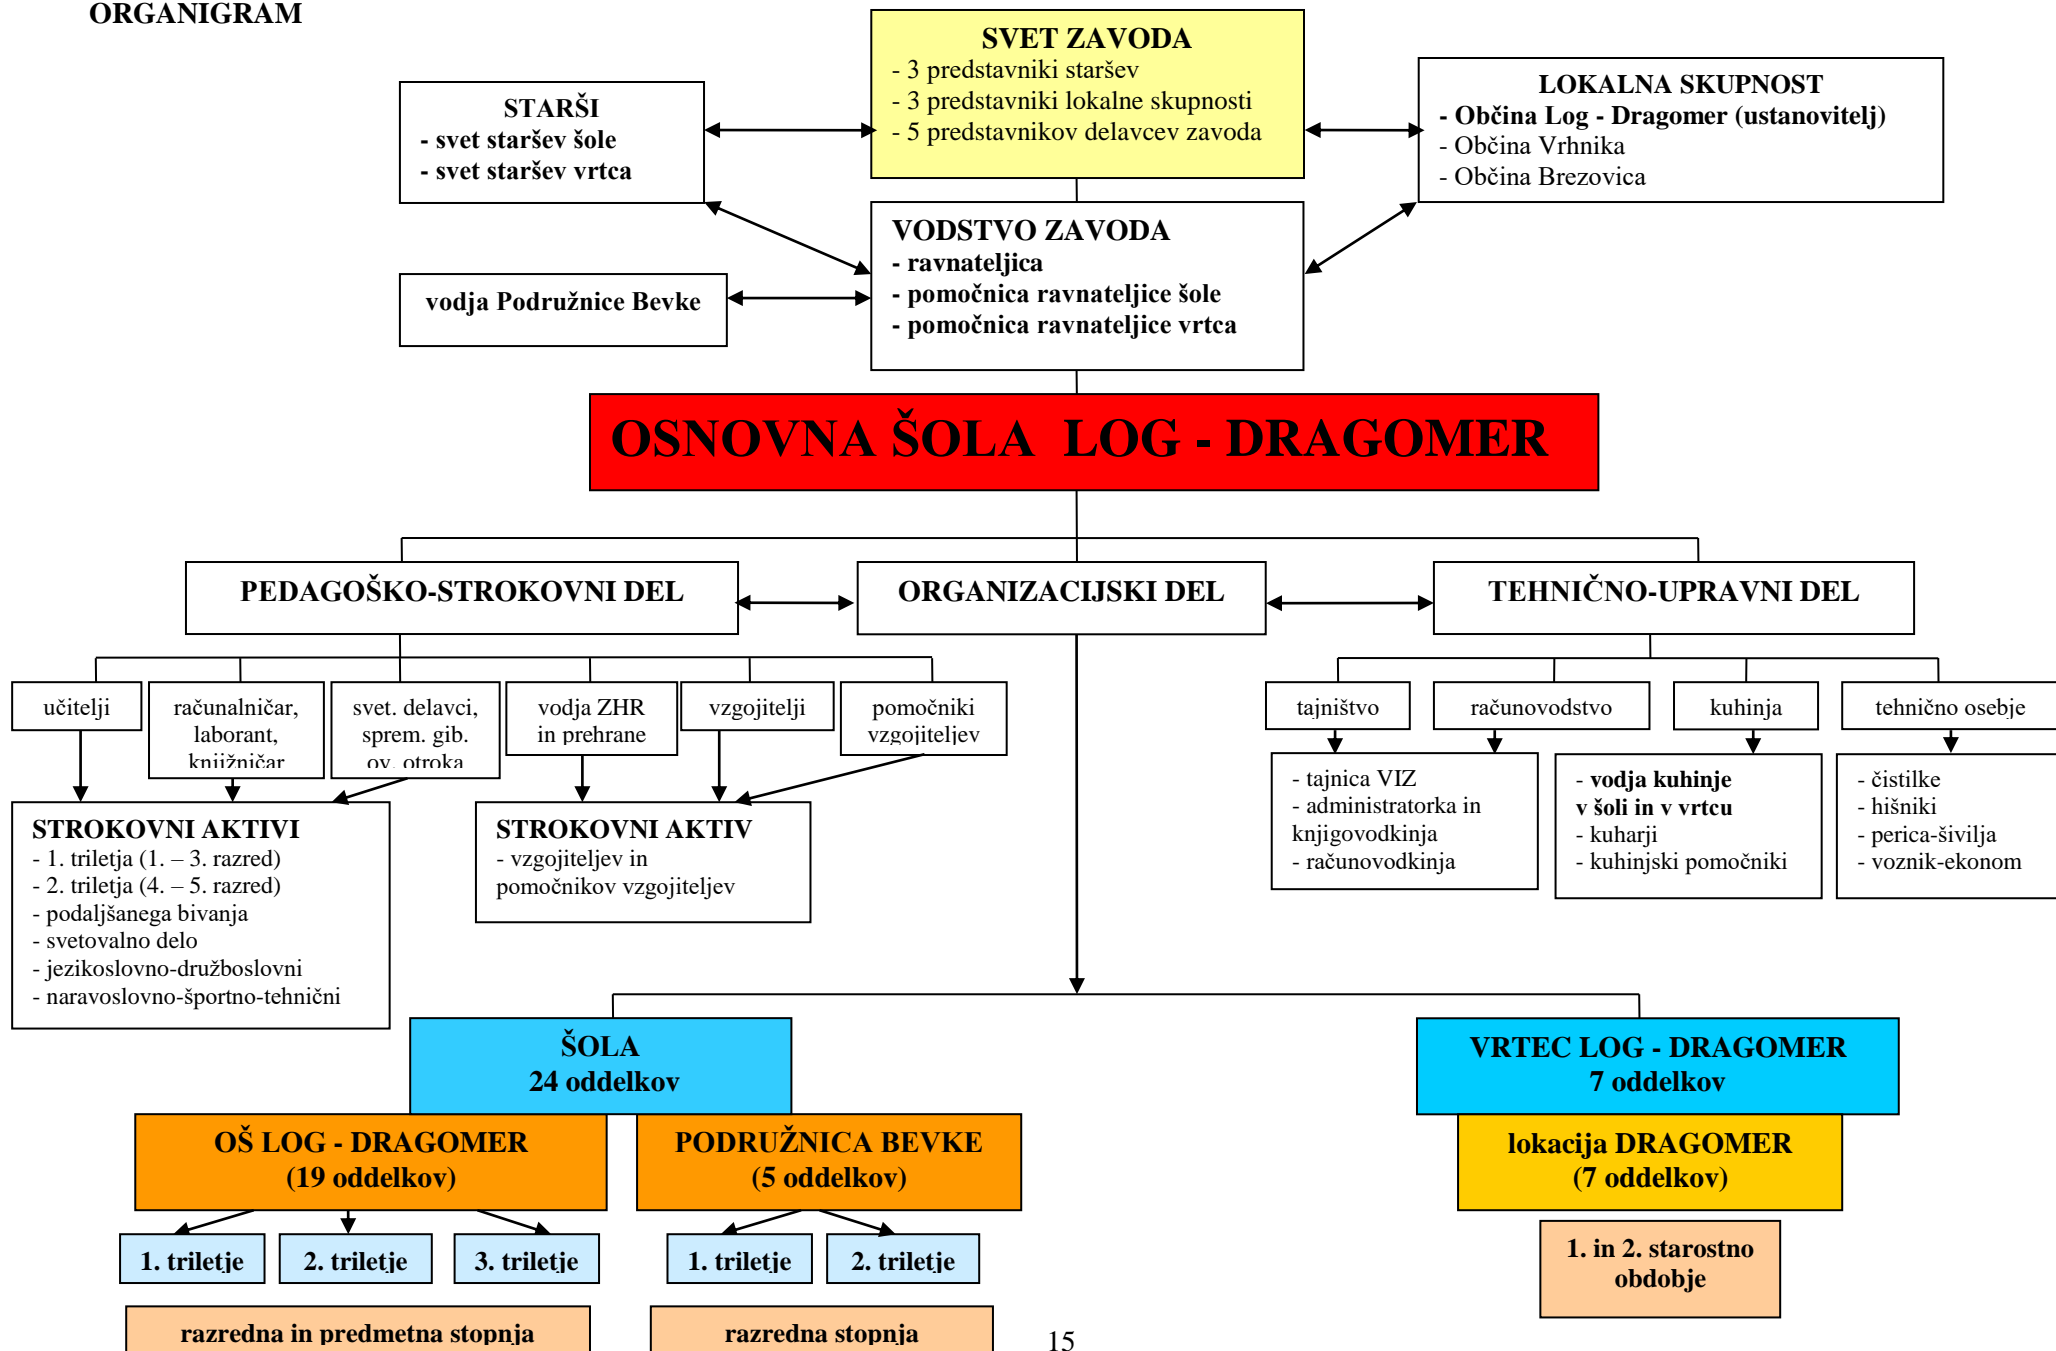 ORGANIGRAM
SVET ZAVODA
- 3 predstavniki staršev
- 3 predstavniki lokalne skupnosti
- 5 predstavnikov delavcev zavoda
STARŠI
- svet staršev šole
- svet staršev vrtca
LOKALNA SKUPNOST
- Občina Log - Dragomer (ustanovitelj)
- Občina Vrhnika
- Občina Brezovica
VODSTVO ZAVODA
- ravnateljica
- pomočnica ravnateljice šole
- pomočnica ravnateljice vrtca
vodja Podružnice Bevke
OSNOVNA ŠOLA LOG - DRAGOMER
PEDAGOŠKO-STROKOVNI DEL
ORGANIZACIJSKI DEL
TEHNIČNO-UPRAVNI DEL
učitelji
računalničar,
laborant,
knjižničar
svet. delavci,
sprem. gib.
ov. otroka
vodja ZHR
in prehrane
vzgojitelji
pomočniki
vzgojiteljev
tajništvo
računovodstvo
kuhinja
tehnično osebje
STROKOVNI AKTIVI
- 1. triletja (1. – 3. razred)
- 2. triletja (4. – 5. razred)
- podaljšanega bivanja
- svetovalno delo
- jezikoslovno-družboslovni
- naravoslovno-športno-tehnični
STROKOVNI AKTIV
- vzgojiteljev in
pomočnikov vzgojiteljev
- tajnica VIZ
- administratorka in
knjigovodkinja
- računovodkinja
- vodja kuhinje
v šoli in v vrtcu
- kuharji
- kuhinjski pomočniki
- čistilke
- hišniki
- perica-šivilja
- voznik-ekonom
ŠOLA
24 oddelkov
VRTEC LOG - DRAGOMER
7 oddelkov
OŠ LOG - DRAGOMER
(19 oddelkov)
PODRUŽNICA BEVKE
(5 oddelkov)
lokacija DRAGOMER
(7 oddelkov)
1. triletje
2. triletje
3. triletje
1. triletje
2. triletje
1. in 2. starostno
obdobje
razredna in predmetna stopnja
razredna stopnja
15